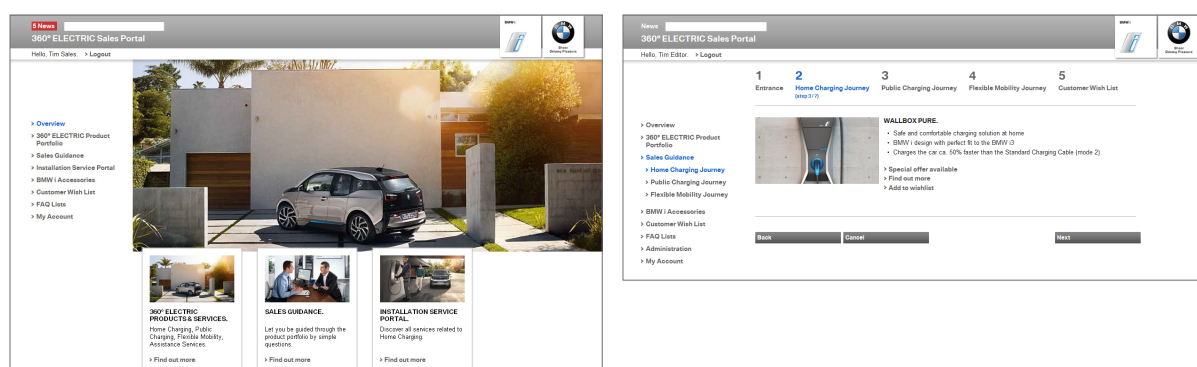 5 News
360° ELECTRIC Sales Portal
Hello, Tim Sales. > Logout
BMW i
Sheer
Driving Pleasure
> Overview
> 360° ELECTRIC Product
Portfolio
> Sales Guidance
> Installation Service Portal
> BMW i Accessories
> Customer Wish List
> FAQ Lists
> My Account
360° ELECTRIC
PRODUCTS & SERVICES.
Home Charging, Public
Charging, Flexible Mobility,
Assistance Services.
> Find out more
SALES GUIDANCE.
Let you be guided through the
product portfolio by simple
questions.
> Find out more
INSTALLATION SERVICE
PORTAL.
Discover all services related to
Home Charging.
> Find out more
News
360° ELECTRIC Sales Portal
Hello, Tim Editor. > Logout
BMW i
Sheer
Driving Pleasure
1 2 3 4 5
Entrance Home Charging Journey Public Charging Journey Flexible Mobility Journey Customer Wish List
(step 3 / 7)
> Overview
> 360° ELECTRIC Product
Portfolio
> Sales Guidance
> Home Charging Journey
> Public Charging Journey
> Flexible Mobility Journey
> BMW i Accessories
> Customer Wish List
> FAQ Lists
> Administration
> My Account
WALLBOX PURE.
• Safe and comfortable charging solution at home
• BMW i design with perfect fit to the BMW i3
• Charges the car ca. 50% faster than the Standard Charging Cable (mode 2)
> Special offer available
> Find out more
> Add to wishlist
Back Cancel Next